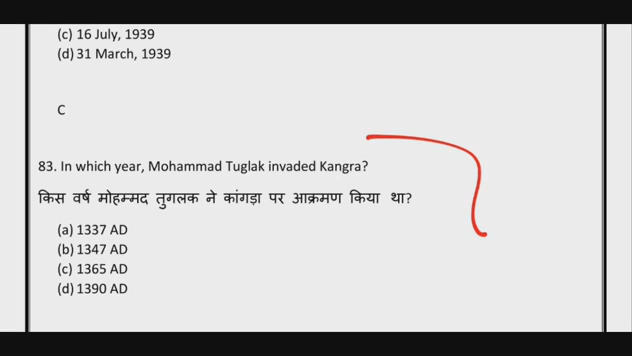 (c) 16 July, 1939
(d) 31 March, 1939
C
83. In which year, Mohammad Tuglak invaded Kangra?
किस वर्ष मोहम्मद तुगलक ने कांगड़ा पर आक्रमण किया था?
(a) 1337 AD
(b) 1347 AD
(c) 1365 AD
(d) 1390 AD